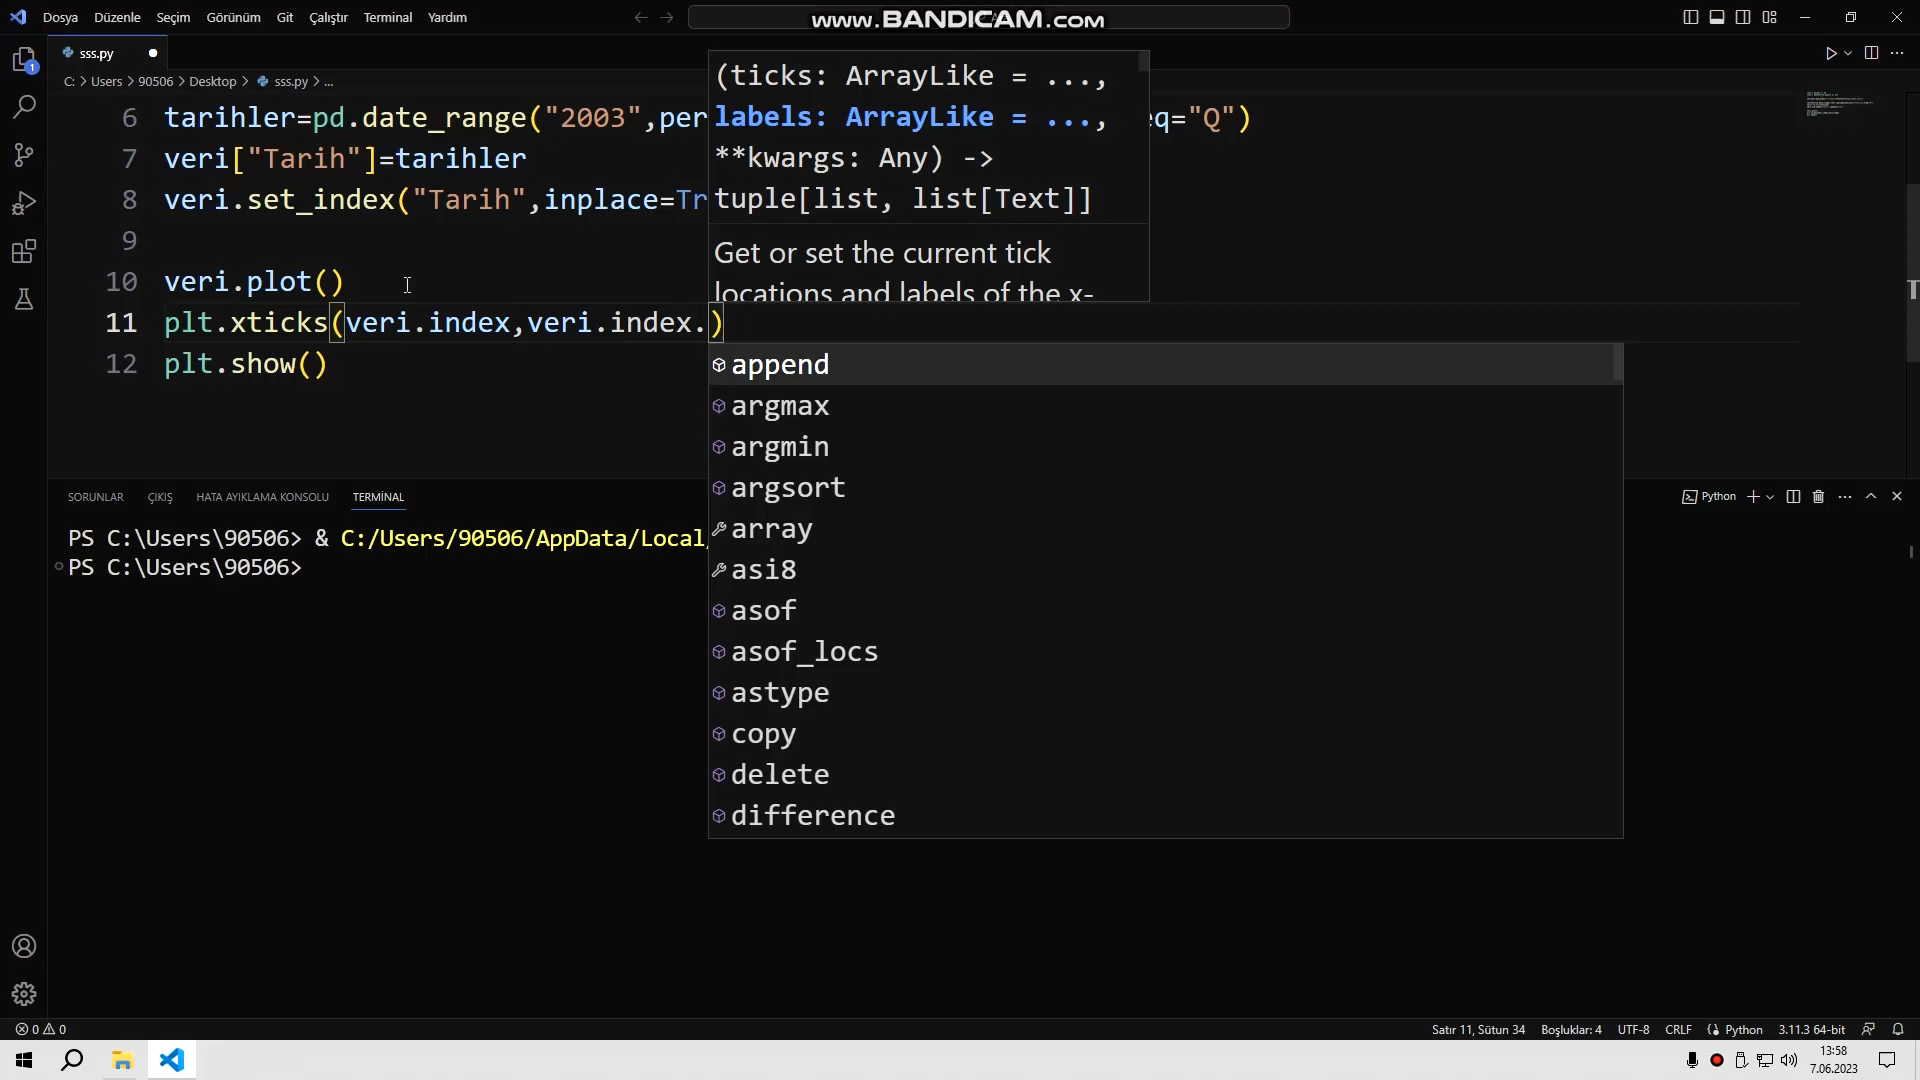 Dosya Düzenle Seçim Görünüm Git Çalıştır Terminal Yardım
www.BANDICAM.com
sss.py
C: > Users > 90506 > Desktop > sss.py > ...
6 tarihler=pd.date_range("2003",per
eq="Q")
7 veri["Tarih"]=tarihler
8 veri.set_index("Tarih",inplace=Tr
9
10 veri.plot()
11 plt.xticks(veri.index,veri.index.)
12 plt.show()
(ticks: ArrayLike = ...,
labels: ArrayLike = ...,
**kwargs: Any) ->
tuple[list, list[Text]]
Get or set the current tick
locations and labels of the x-
append
argmax
argmin
argsort
array
asi8
asof
asof_locs
astype
copy
delete
difference
SORUNLAR ÇIKIŞ HATA AYIKLAMA KONSOLU TERMİNAL
Python
PS C:\Users\90506> & C:/Users/90506/AppData/Local/
PS C:\Users\90506>
0 0
Satır 11, Sütun 34 Boşluklar: 4 UTF-8 CRLF Python 3.11.3 64-bit
13:58
7.06.2023